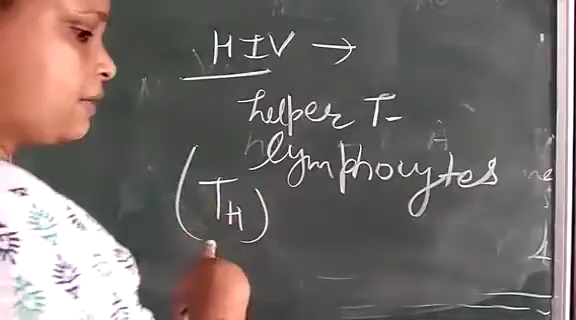 HIV →
helper T-
lymphocytes
(TH)